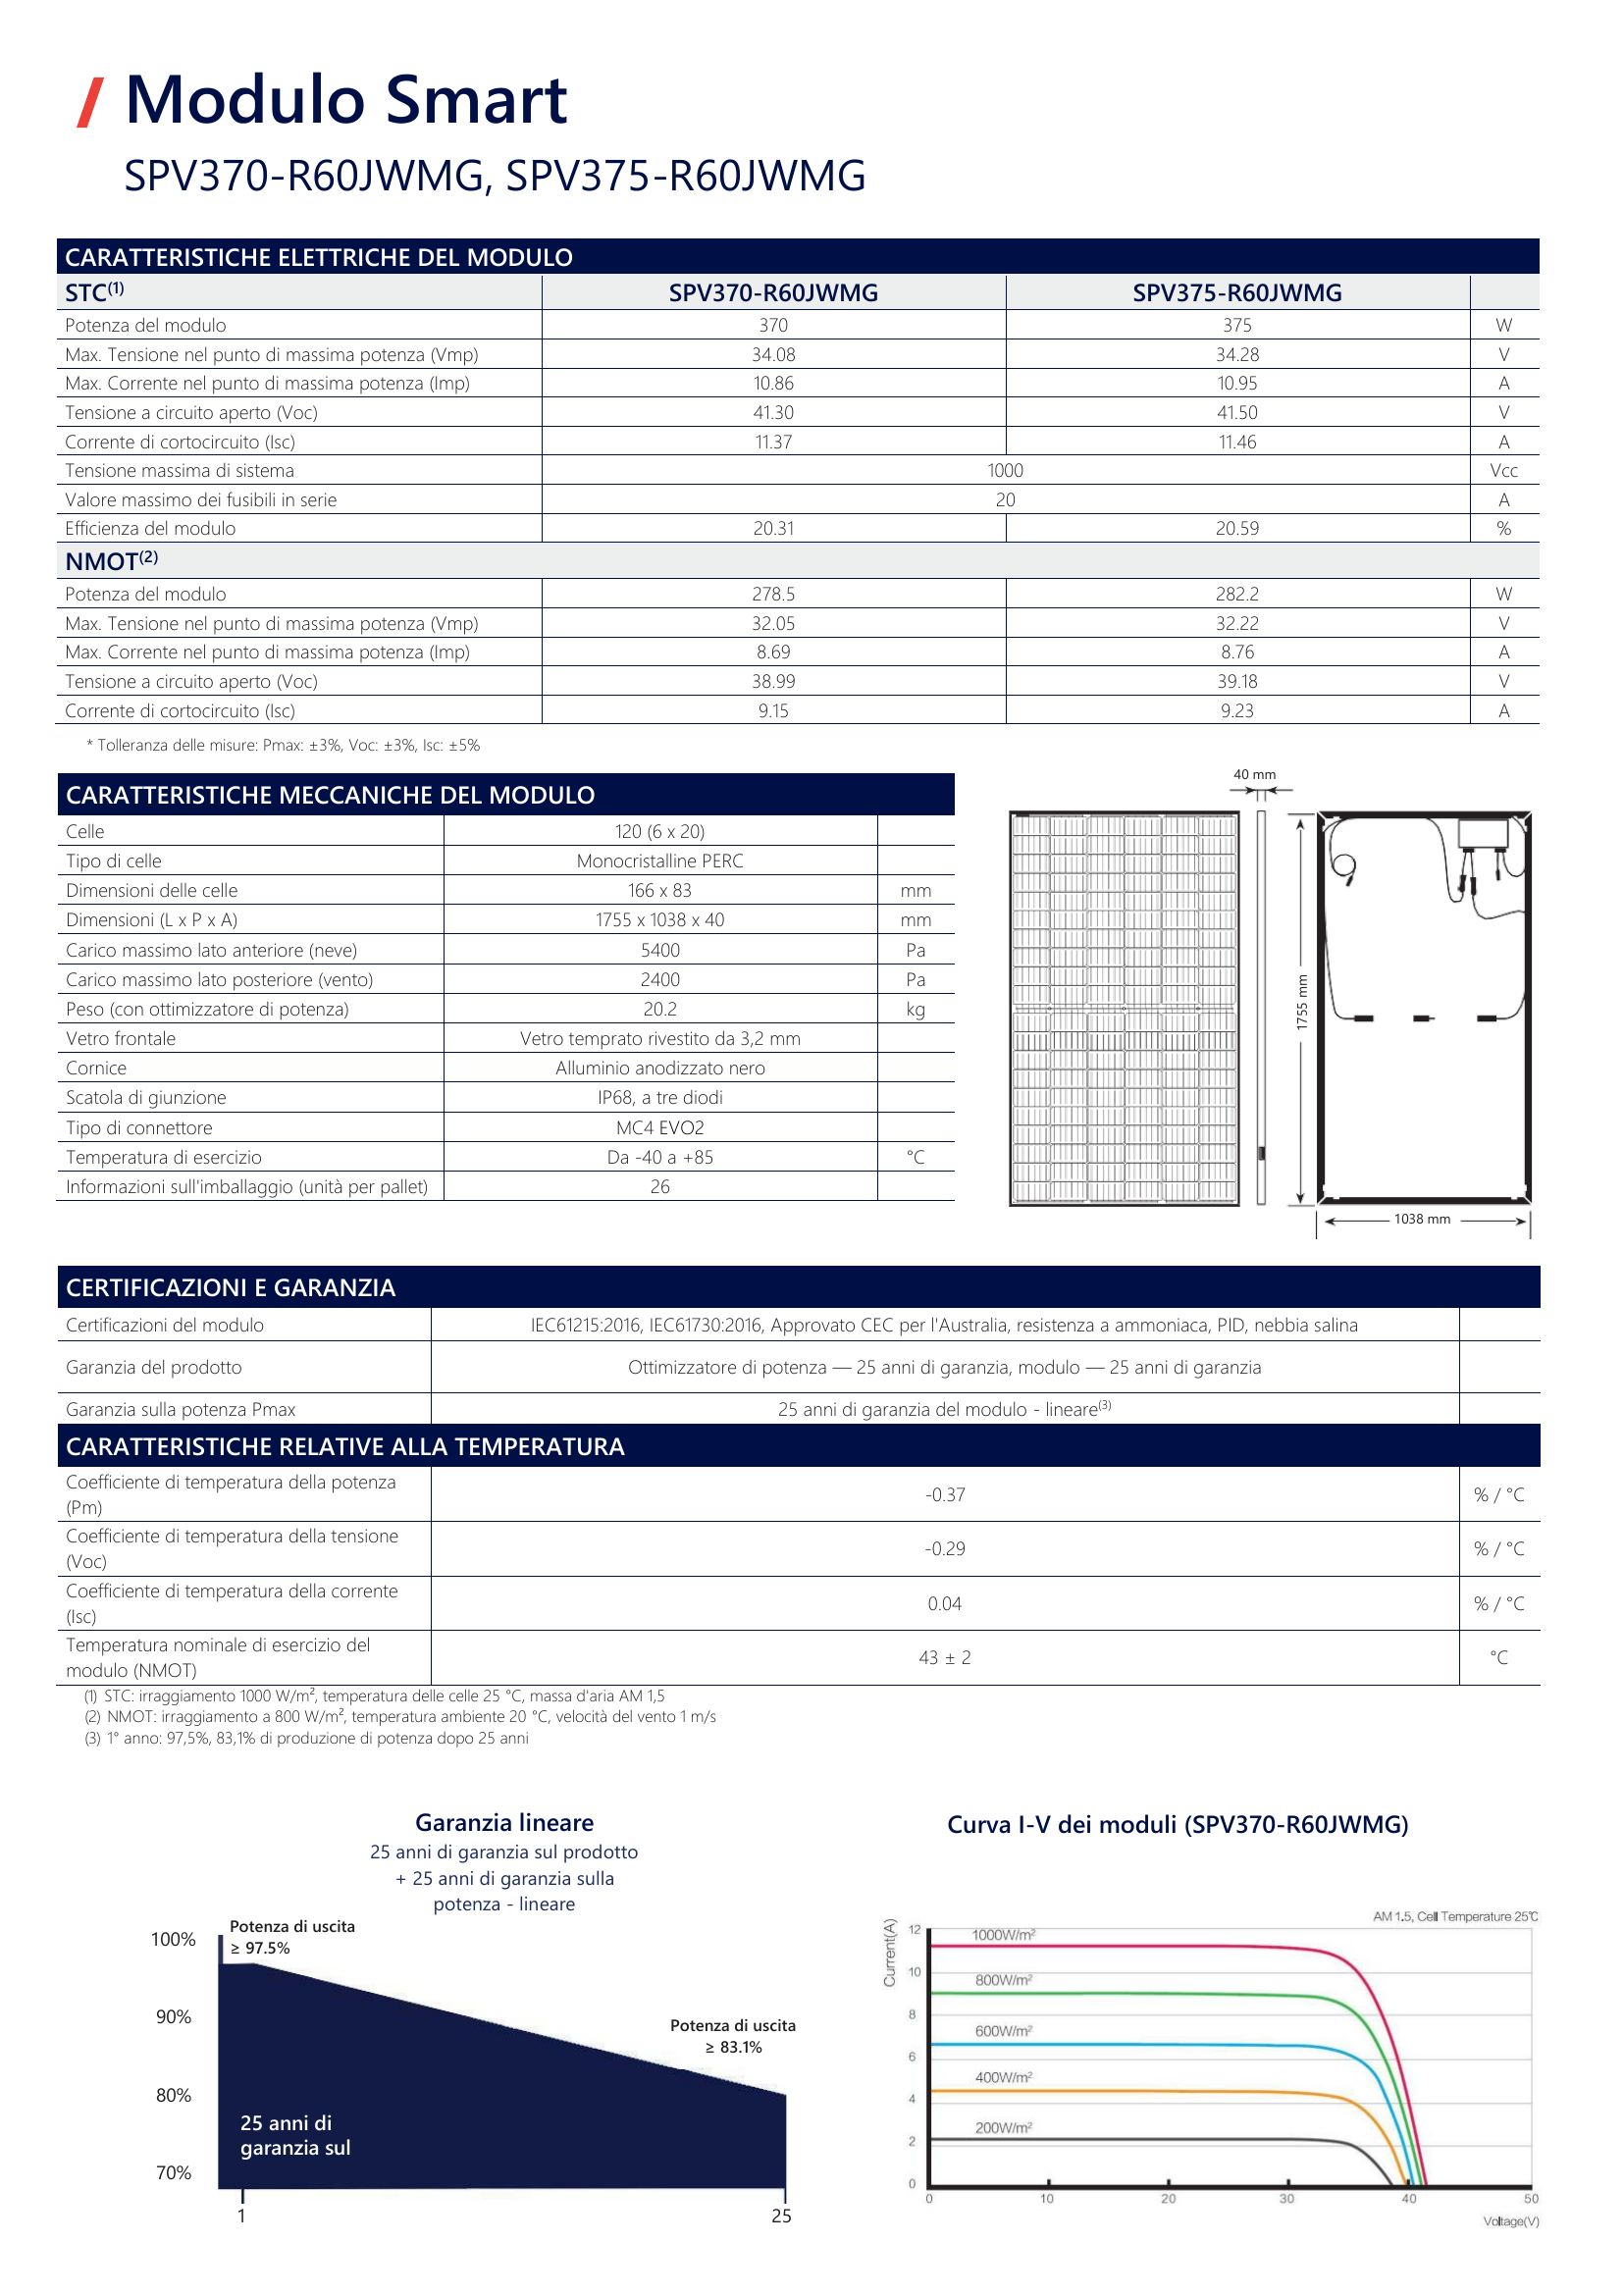 Modulo Smart
SPV370-R60JWMG, SPV375-R60JWMG
CARATTERISTICHE ELETTRICHE DEL MODULO
STC(1) SPV370-R60JWMG SPV375-R60JWMG
Potenza del modulo 370 375 W
Max. Tensione nel punto di massima potenza (Vmp) 34.08 34.28 V
Max. Corrente nel punto di massima potenza (Imp) 10.86 10.95 A
Tensione a circuito aperto (Voc) 41.30 41.50 V
Corrente di cortocircuito (Isc) 11.37 11.46 A
Tensione massima di sistema 1000 Vcc
Valore massimo dei fusibili in serie 20 A
Efficienza del modulo 20.31 20.59 %
NMOT(2)
Potenza del modulo 278.5 282.2 W
Max. Tensione nel punto di massima potenza (Vmp) 32.05 32.22 V
Max. Corrente nel punto di massima potenza (Imp) 8.69 8.76 A
Tensione a circuito aperto (Voc) 38.99 39.18 V
Corrente di cortocircuito (Isc) 9.15 9.23 A
* Tolleranza delle misure: Pmax: ±3%, Voc: ±3%, Isc: ±5%
CARATTERISTICHE MECCANICHE DEL MODULO
Celle 120 (6 x 20)
Tipo di celle Monocristalline PERC
Dimensioni delle celle 166 x 83 mm
Dimensioni (L x P x A) 1755 x 1038 x 40 mm
Carico massimo lato anteriore (neve) 5400 Pa
Carico massimo lato posteriore (vento) 2400 Pa
Peso (con ottimizzatore di potenza) 20.2 kg
Vetro frontale Vetro temprato rivestito da 3,2 mm
Cornice Alluminio anodizzato nero
Scatola di giunzione IP68, a tre diodi
Tipo di connettore MC4 EVO2
Temperatura di esercizio Da -40 a +85 °C
Informazioni sull'imballaggio (unità per pallet) 26
40 mm
1755 mm
1038 mm
CERTIFICAZIONI E GARANZIA
Certificazioni del modulo IEC61215:2016, IEC61730:2016, Approvato CEC per l'Australia, resistenza a ammoniaca, PID, nebbia salina
Garanzia del prodotto Ottimizzatore di potenza — 25 anni di garanzia, modulo — 25 anni di garanzia
Garanzia sulla potenza Pmax 25 anni di garanzia del modulo - lineare(3)
CARATTERISTICHE RELATIVE ALLA TEMPERATURA
Coefficiente di temperatura della potenza
(Pm) -0.37 % / °C
Coefficiente di temperatura della tensione
(Voc) -0.29 % / °C
Coefficiente di temperatura della corrente
(Isc) 0.04 % / °C
Temperatura nominale di esercizio del
modulo (NMOT) 43 ± 2 °C
(1) STC: irraggiamento 1000 W/m², temperatura delle celle 25 °C, massa d'aria AM 1,5
(2) NMOT: irraggiamento a 800 W/m², temperatura ambiente 20 °C, velocità del vento 1 m/s
(3) 1° anno: 97,5%, 83,1% di produzione di potenza dopo 25 anni
Garanzia lineare
25 anni di garanzia sul prodotto
+ 25 anni di garanzia sulla
potenza - lineare
Potenza di uscita
≥ 97.5%
100%
90%
80%
70%
Potenza di uscita
≥ 83.1%
25 anni di
garanzia sul
1 25
Curva I-V dei moduli (SPV370-R60JWMG)
AM 1.5, Cell Temperature 25℃
Current(A)
12
10
8
6
4
2
0
1000W/m²
800W/m²
600W/m²
400W/m²
200W/m²
0 10 20 30 40 50
Voltage(V)